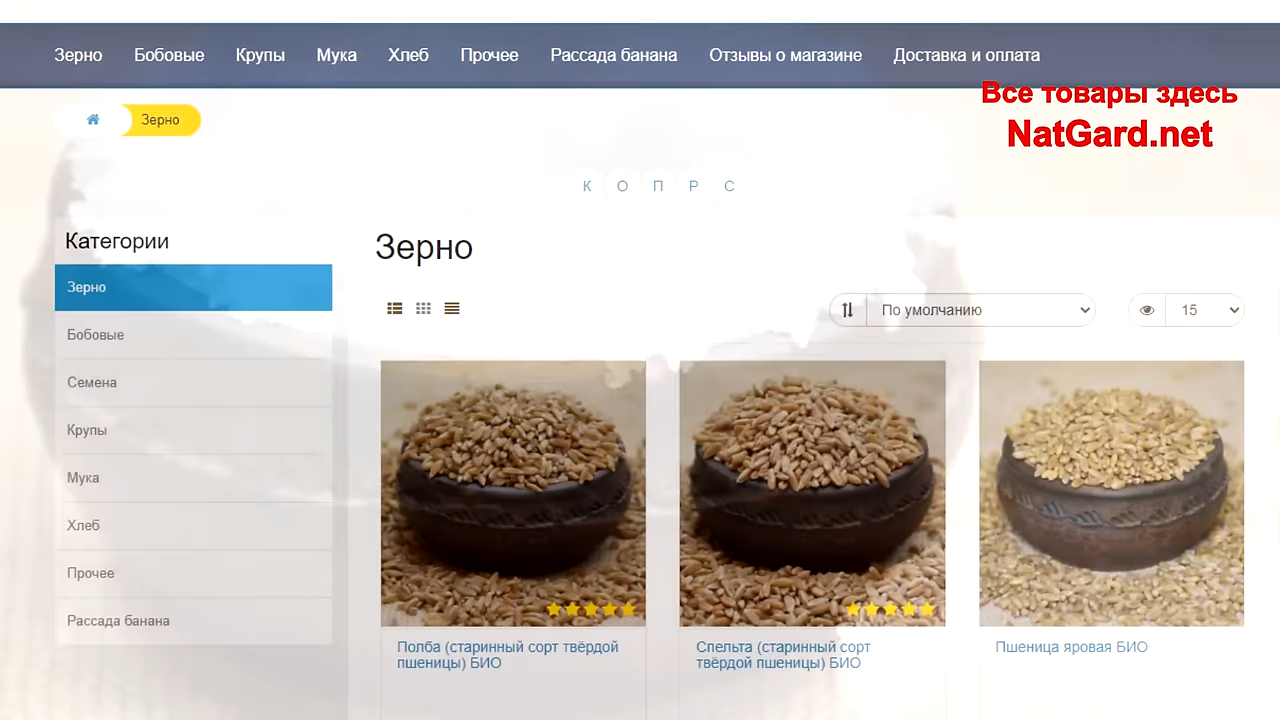 Зерно Бобовые Крупы Мука Хлеб Прочее Рассада банана Отзывы о магазине Доставка и оплата
Все товары здесь
NatGard.net
Зерно
К О П Р С
Категории
Зерно
Бобовые
Семена
Крупы
Мука
Хлеб
Прочее
Рассада банана
Зерно
По умолчанию 15
Полба (старинный сорт твёрдой
пшеницы) БИО
Спельта (старинный сорт
твёрдой пшеницы) БИО
Пшеница яровая БИО